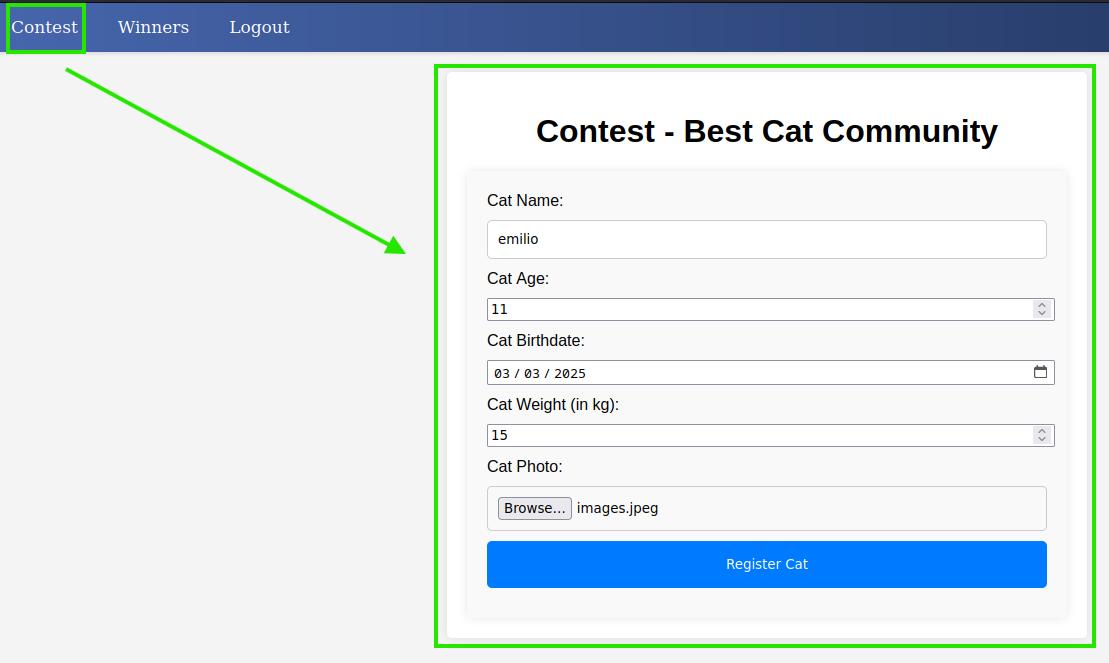 Contest Winners Logout
Contest - Best Cat Community
Cat Name:
emilio
Cat Age:
11
Cat Birthdate:
03 / 03 / 2025
Cat Weight (in kg):
15
Cat Photo:
Browse... images.jpeg
Register Cat